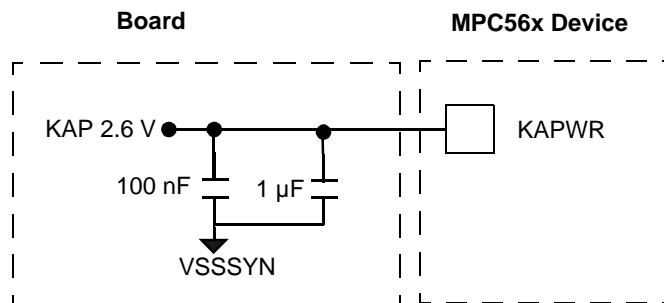 Board
MPC56x Device
KAP 2.6 V
KAPWR
100 nF
1 µF
VSSSYN